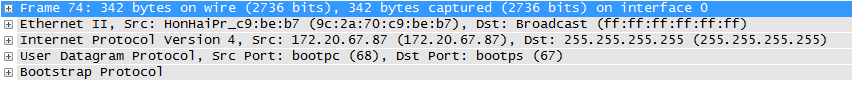 Frame 74: 342 bytes on wire (2736 bits), 342 bytes captured (2736 bits) on interface 0
Ethernet II, Src: HonHaiPr_c9:be:b7 (9c:2a:70:c9:be:b7), Dst: Broadcast (ff:ff:ff:ff:ff:ff)
Internet Protocol Version 4, Src: 172.20.67.87 (172.20.67.87), Dst: 255.255.255.255 (255.255.255.255)
User Datagram Protocol, Src Port: bootpc (68), Dst Port: bootps (67)
Bootstrap Protocol